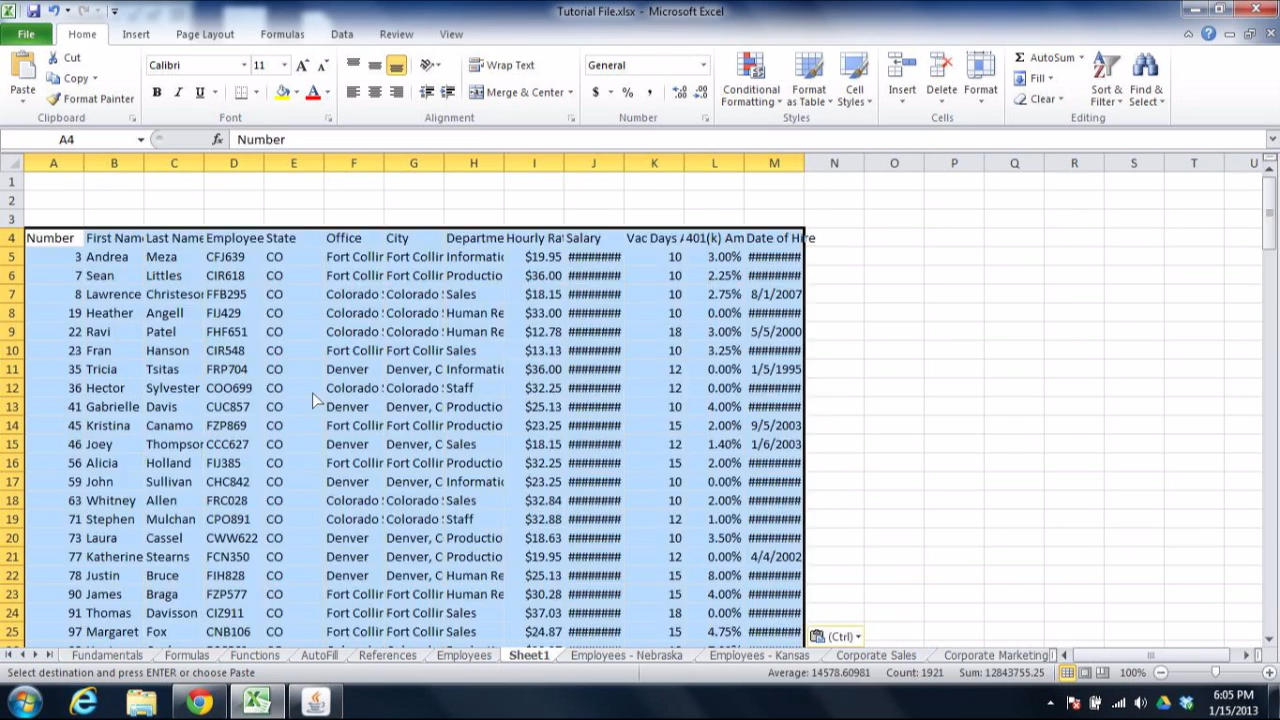 Tutorial File.xlsx - Microsoft Excel
File Home Insert Page Layout Formulas Data Review View
Cut Calibri 11 Wrap Text General AutoSum
Copy Fill
Paste Format Painter Merge & Center $ % , Conditional Formatting Format as Table Cell Styles Insert Delete Format Clear Sort & Filter Find & Select
Clipboard Font Alignment Number Styles Cells Editing
A4 fx Number
A B C D E F G H I J K L M N O P Q R S T U
1
2
3
4 Number First Nam Last Name Employee State Office City Departme Hourly Ra Salary Vac Days A 401(k) Am Date of Hire
5 3 Andrea Meza CFJ639 CO Fort Collin Fort Collin Informatio $19.95 ######## 10 3.00% ########
6 7 Sean Littles CIR618 CO Fort Collin Fort Collin Productio $36.00 ######## 10 2.25% ########
7 8 Lawrence Christeson FFB295 CO Colorado Colorado Sales $18.15 ######## 10 2.75% 8/1/2007
8 19 Heather Angell FIJ429 CO Colorado Colorado Human Re $33.00 ######## 10 0.00% ########
9 22 Ravi Patel FHF651 CO Colorado Colorado Human Re $12.78 ######## 18 3.00% 5/5/2000
10 23 Fran Hanson CIR548 CO Fort Collin Fort Collin Sales $13.13 ######## 10 3.25% ########
11 35 Tricia Tsitas FRP704 CO Denver Denver, C Informatio $36.00 ######## 12 0.00% 1/5/1995
12 36 Hector Sylvester COO699 CO Colorado Colorado Staff $32.25 ######## 12 0.00% ########
13 41 Gabrielle Davis CUC857 CO Denver Denver, C Productio $25.13 ######## 10 4.00% ########
14 45 Kristina Canamo FZP869 CO Fort Collin Fort Collin Productio $23.25 ######## 15 2.00% 9/5/2003
15 46 Joey Thompson CCC627 CO Denver Denver, C Sales $18.15 ######## 12 1.40% 1/6/2003
16 56 Alicia Holland FIJ385 CO Fort Collin Fort Collin Productio $32.25 ######## 15 2.00% ########
17 59 John Sullivan CHC842 CO Denver Denver, C Informatio $23.25 ######## 10 0.00% ########
18 63 Whitney Allen FRC028 CO Colorado Colorado Sales $32.84 ######## 10 2.00% ########
19 71 Stephen Mulchan CPO891 CO Colorado Colorado Staff $32.88 ######## 12 1.00% ########
20 73 Laura Cassel CWW622 CO Denver Denver, C Productio $18.63 ######## 10 3.50% ########
21 77 Katherine Stearns FCN350 CO Denver Denver, C Productio $19.95 ######## 12 0.00% 4/4/2002
22 78 Justin Bruce FIH828 CO Denver Denver, C Human Re $25.13 ######## 15 8.00% ########
23 90 James Braga FZP577 CO Fort Collin Fort Collin Human Re $30.28 ######## 15 4.00% ########
24 91 Thomas Davisson CIZ911 CO Fort Collin Fort Collin Sales $37.03 ######## 18 0.00% ########
25 97 Margaret Fox CNB106 CO Fort Collin Fort Collin Sales $24.87 ######## 15 4.75% ########
(Ctrl)
Fundamentals Formulas Functions AutoFill References Employees Sheet1 Employees - Nebraska Employees - Kansas Corporate Sales Corporate Marketing
Select destination and press ENTER or choose Paste Average: 14578.60981 Count: 1921 Sum: 12843755.25 100%
6:05 PM
1/15/2013